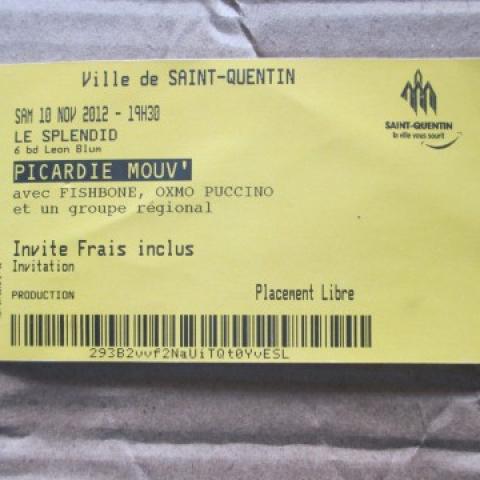 Ville de SAINT-QUENTIN
SAM 10 NOV 2012 - 19H30
LE SPLENDID
6 bd Leon Blum
PICARDIE MOUV'
avec FISHBONE, OXMO PUCCINO
et un groupe régional
Invite Frais inclus
Invitation
PRODUCTION
Placement Libre
293B2vvf2NaUiTQt0YvESL
SAINT-QUENTIN
la ville vous sourit